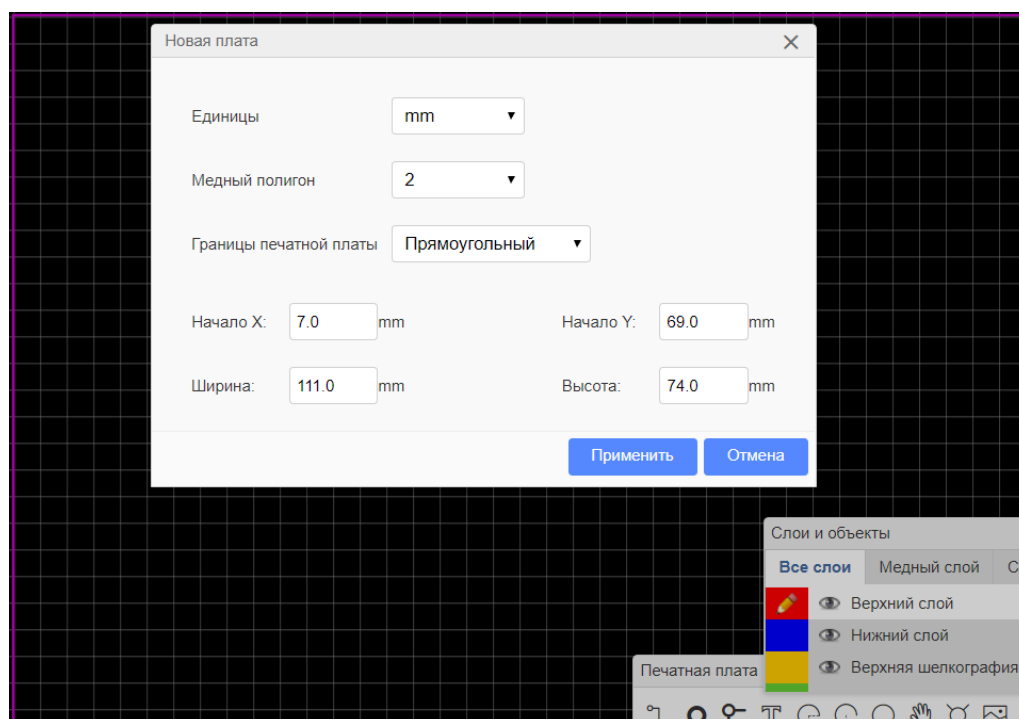 Новая плата
Единицы mm
Медный полигон 2
Границы печатной платы Прямоугольный
Начало X: 7.0 mm Начало Y: 69.0 mm
Ширина: 111.0 mm Высота: 74.0 mm
Применить Отмена
Слои и объекты
Все слои Медный слой С
Верхний слой
Нижний слой
Верхняя шелкография
Печатная плата